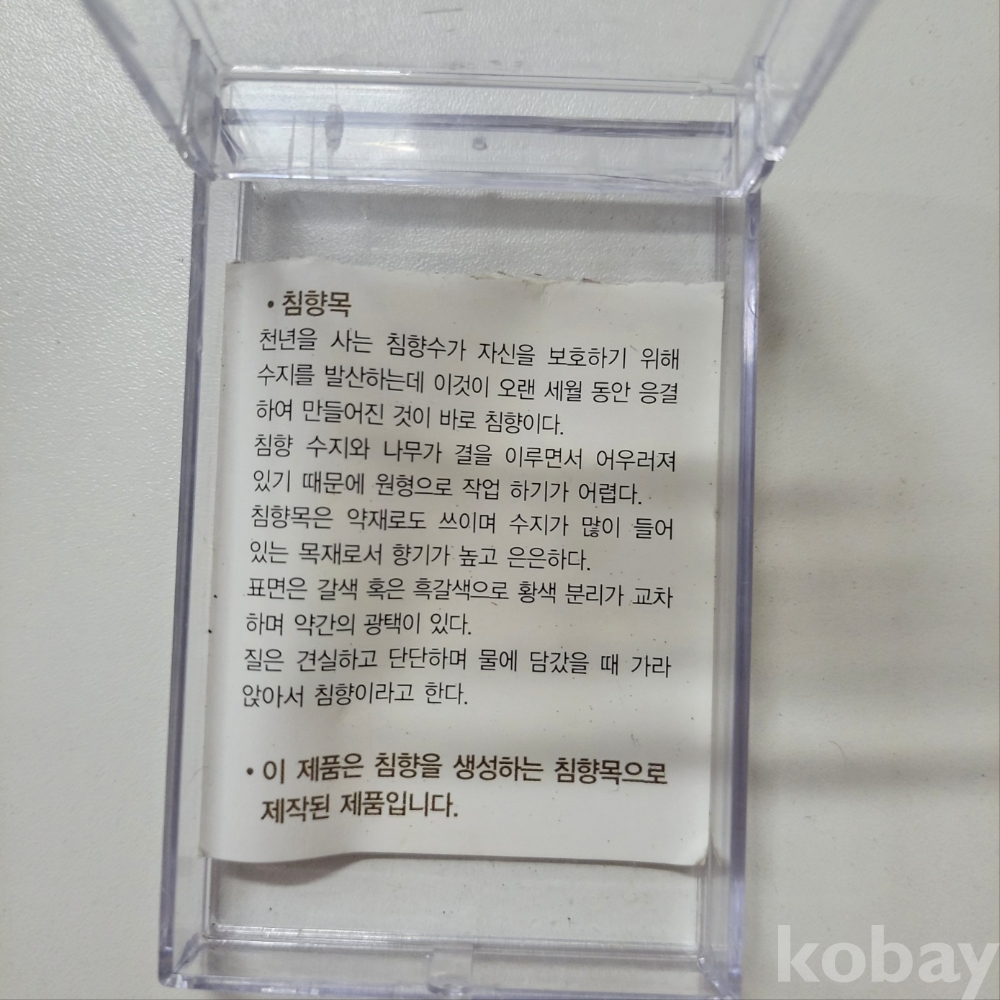 • 침향목
천년을 사는 침향수가 자신을 보호하기 위해
수지를 발산하는데 이것이 오랜 세월 동안 응결
하여 만들어진 것이 바로 침향이다.
침향 수지와 나무가 결을 이루면서 어우러져
있기 때문에 원형으로 작업 하기가 어렵다.
침향목은 약재로도 쓰이며 수지가 많이 들어
있는 목재로서 향기가 높고 은은하다.
표면은 갈색 혹은 흑갈색으로 황색 분리가 교차
하며 약간의 광택이 있다.
질은 견실하고 단단하며 물에 담갔을 때 가라
앉아서 침향이라고 한다.
• 이 제품은 침향을 생성하는 침향목으로
제작된 제품입니다.
kobay